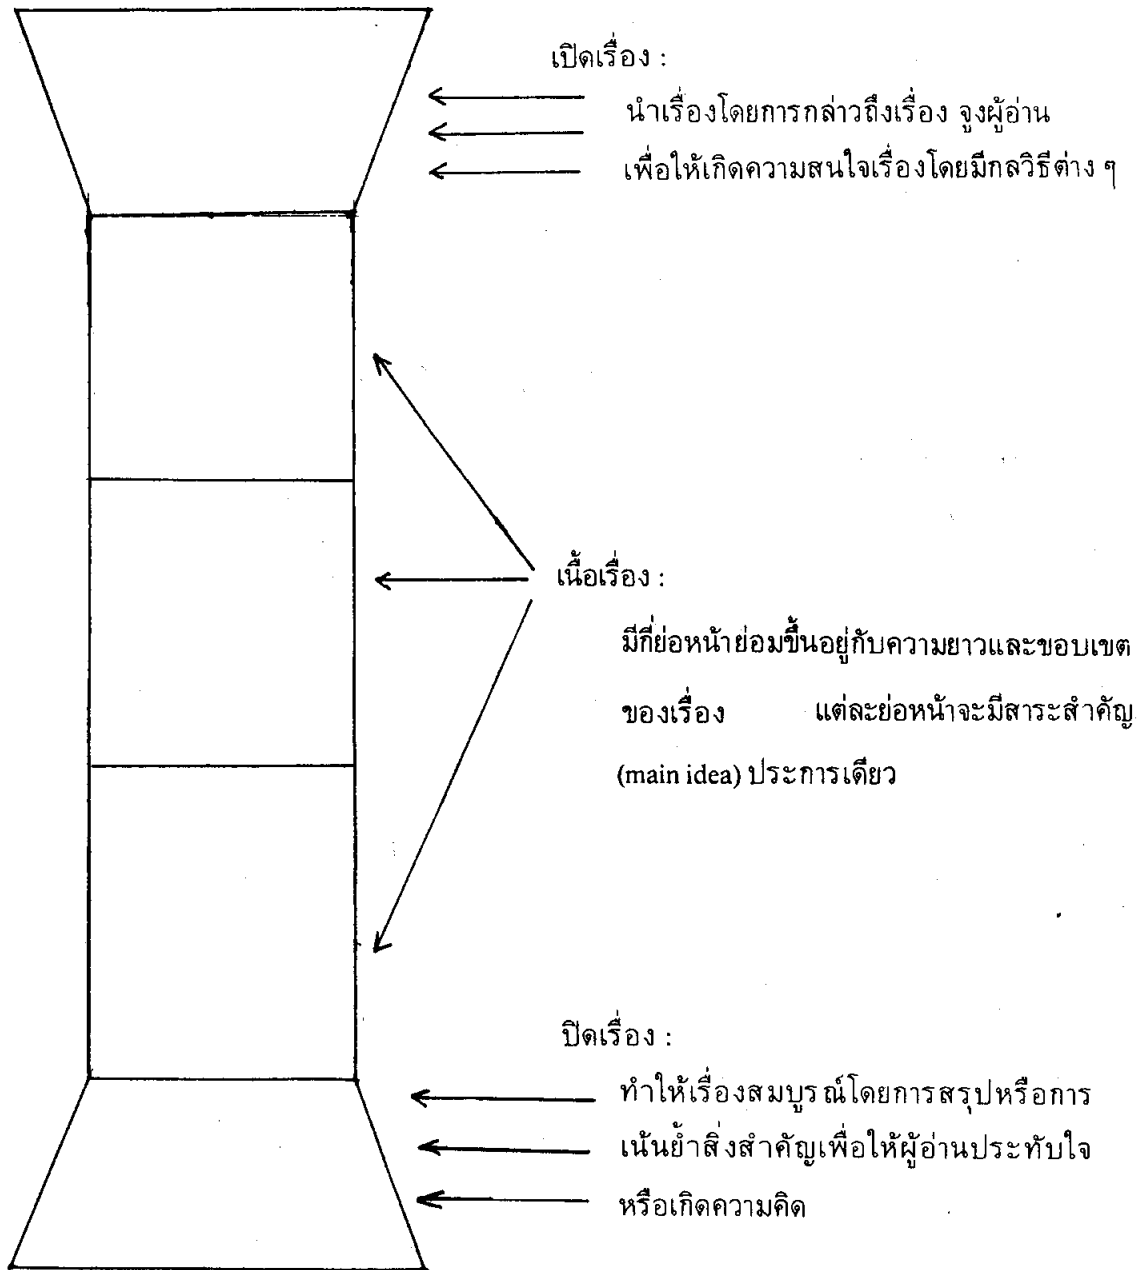 เปิดเรื่อง :
นำเรื่องโดยการกล่าวถึงเรื่อง จูงผู้อ่าน
เพื่อให้เกิดความสนใจเรื่องโดยมีกลวิธีต่าง ๆ
เนื้อเรื่อง :
มีกี่ย่อหน้าย่อมขึ้นอยู่กับความยาวและขอบเขต
ของเรื่อง แต่ละย่อหน้าจะมีสาระสำคัญ
(main idea) ประการเดียว
ปิดเรื่อง :
ทำให้เรื่องสมบูรณ์โดยการสรุปหรือการ
เน้นย้ำสิ่งสำคัญเพื่อให้ผู้อ่านประทับใจ
หรือเกิดความคิด